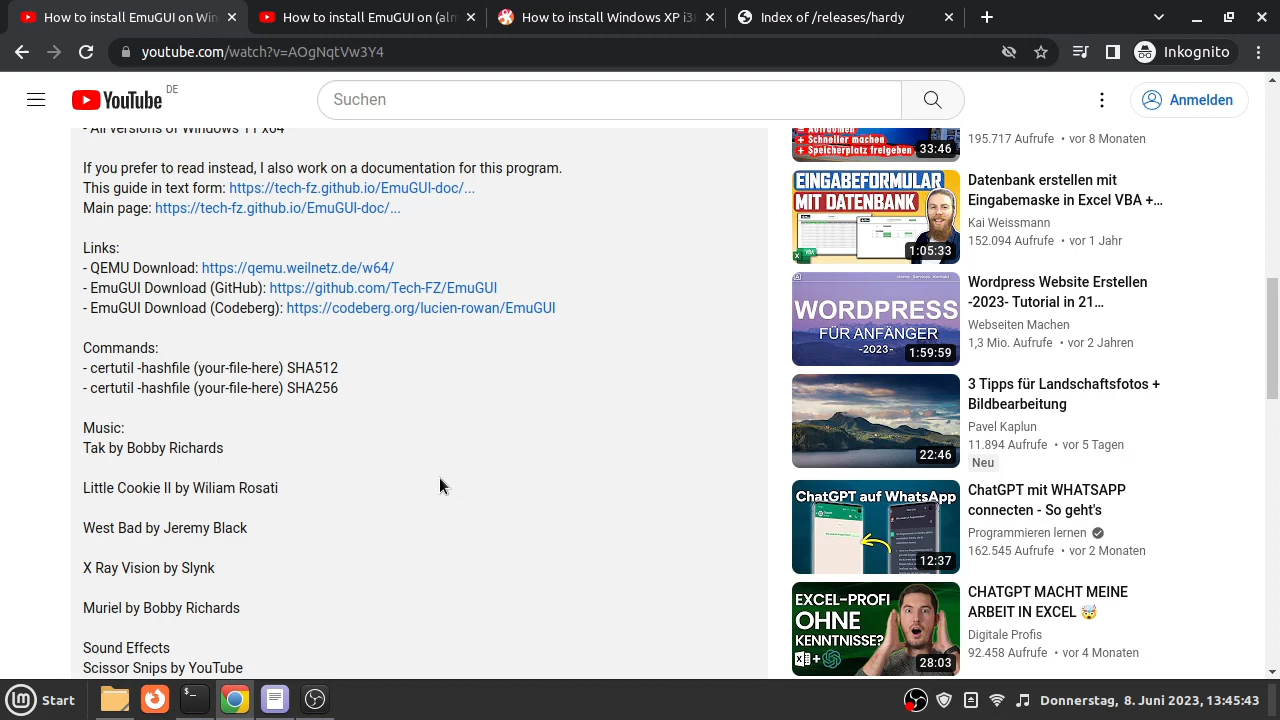 How to install EmuGUI on Win
How to install EmuGUI on (alm
How to install Windows XP i3
Index of /releases/hardy
youtube.com/watch?v=AOgNqtVw3Y4
Inkognito
YouTube DE
Suchen
Anmelden
- All versions of Windows 11 x64
If you prefer to read instead, I also work on a documentation for this program.
This guide in text form: https://tech-fz.github.io/EmuGUI-doc/...
Main page: https://tech-fz.github.io/EmuGUI-doc/...
Links:
- QEMU Download: https://qemu.weilnetz.de/w64/
- EmuGUI Download (GitHub): https://github.com/Tech-FZ/EmuGUI
- EmuGUI Download (Codeberg): https://codeberg.org/lucien-rowan/EmuGUI
Commands:
- certutil -hashfile (your-file-here) SHA512
- certutil -hashfile (your-file-here) SHA256
Music:
Tak by Bobby Richards
Little Cookie II by Wiliam Rosati
West Bad by Jeremy Black
X Ray Vision by Slynk
Muriel by Bobby Richards
Sound Effects
Scissor Snips by YouTube
+ Aufräumen
+ Schneller machen
+ Speicherplatz freigeben
33:46
195.717 Aufrufe • vor 8 Monaten
EINGABEFORMULAR
MIT DATENBANK
1:05:33
Datenbank erstellen mit
Eingabemaske in Excel VBA +...
Kai Weissmann
152.094 Aufrufe • vor 1 Jahr
WORDPRESS
FÜR ANFÄNGER
-2023-
1:59:59
Wordpress Website Erstellen
-2023- Tutorial in 21...
Webseiten Machen
1,3 Mio. Aufrufe • vor 2 Jahren
22:46
3 Tipps für Landschaftsfotos +
Bildbearbeitung
Pavel Kaplun
11.894 Aufrufe • vor 5 Tagen
Neu
ChatGPT auf WhatsApp
12:37
ChatGPT mit WHATSAPP
connecten - So geht's
Programmieren lernen
162.545 Aufrufe • vor 2 Monaten
EXCEL-PROFI
OHNE
KENNTNISSE?
28:03
CHATGPT MACHT MEINE
ARBEIT IN EXCEL 🤯
Digitale Profis
92.458 Aufrufe • vor 4 Monaten
Start
Donnerstag, 8. Juni 2023, 13:45:43